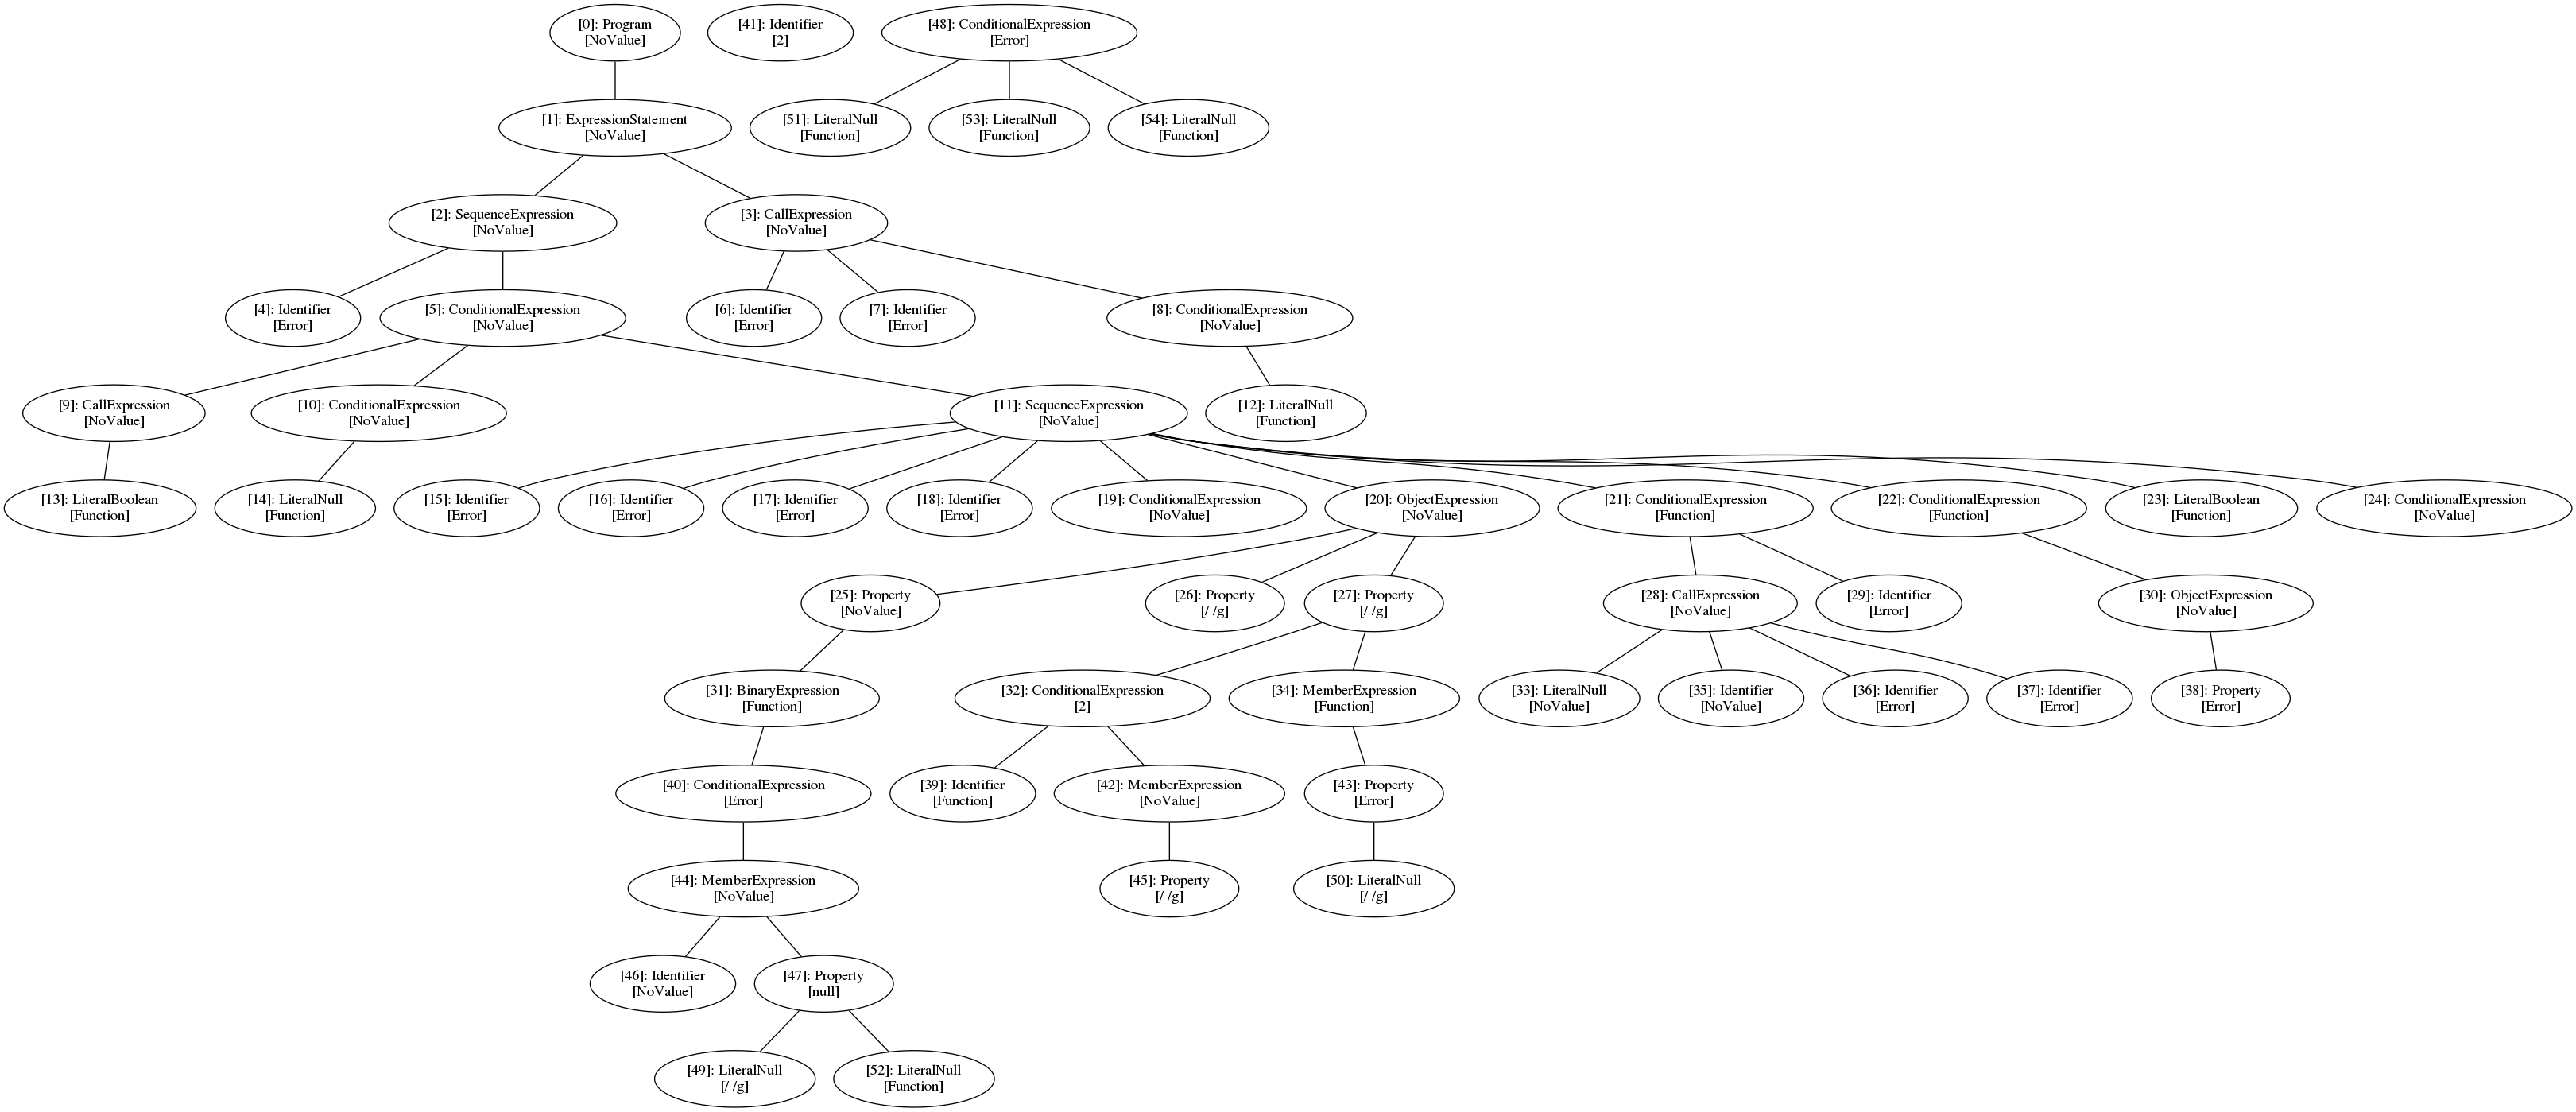 [0]: Program
[NoValue]
[41]: Identifier
[2]
[48]: ConditionalExpression
[Error]
[1]: ExpressionStatement
[NoValue]
[51]: LiteralNull
[Function]
[53]: LiteralNull
[Function]
[54]: LiteralNull
[Function]
[2]: SequenceExpression
[NoValue]
[3]: CallExpression
[NoValue]
[4]: Identifier
[Error]
[5]: ConditionalExpression
[NoValue]
[6]: Identifier
[Error]
[7]: Identifier
[Error]
[8]: ConditionalExpression
[NoValue]
[9]: CallExpression
[NoValue]
[10]: ConditionalExpression
[NoValue]
[11]: SequenceExpression
[NoValue]
[12]: LiteralNull
[Function]
[13]: LiteralBoolean
[Function]
[14]: LiteralNull
[Function]
[15]: Identifier
[Error]
[16]: Identifier
[Error]
[17]: Identifier
[Error]
[18]: Identifier
[Error]
[19]: ConditionalExpression
[NoValue]
[20]: ObjectExpression
[NoValue]
[21]: ConditionalExpression
[Function]
[22]: ConditionalExpression
[Function]
[23]: LiteralBoolean
[Function]
[24]: ConditionalExpression
[NoValue]
[25]: Property
[NoValue]
[26]: Property
[/ /g]
[27]: Property
[/ /g]
[28]: CallExpression
[NoValue]
[29]: Identifier
[Error]
[30]: ObjectExpression
[NoValue]
[31]: BinaryExpression
[Function]
[32]: ConditionalExpression
[2]
[34]: MemberExpression
[Function]
[33]: LiteralNull
[NoValue]
[35]: Identifier
[NoValue]
[36]: Identifier
[Error]
[37]: Identifier
[Error]
[38]: Property
[Error]
[40]: ConditionalExpression
[Error]
[39]: Identifier
[Function]
[42]: MemberExpression
[NoValue]
[43]: Property
[Error]
[44]: MemberExpression
[NoValue]
[45]: Property
[/ /g]
[50]: LiteralNull
[/ /g]
[46]: Identifier
[NoValue]
[47]: Property
[null]
[49]: LiteralNull
[/ /g]
[52]: LiteralNull
[Function]